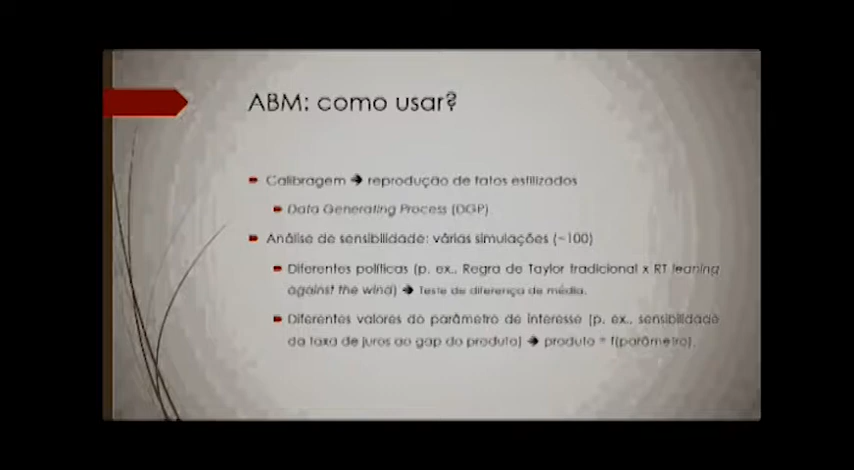 ABM: como usar?
Calibragem ➔ reprodução de fatos estilizados
Data Generating Process (DGP)
Análise de sensibilidade: várias simulações (~100)
Diferentes políticas (p. ex., Regra de Taylor tradicional x RT leaning
against the wind) ➔ Teste de diferença de média.
Diferentes valores do parâmetro de interesse (p. ex., sensibilidade
da taxa de juros ao gap do produto) ➔ produto = f(parâmetro).